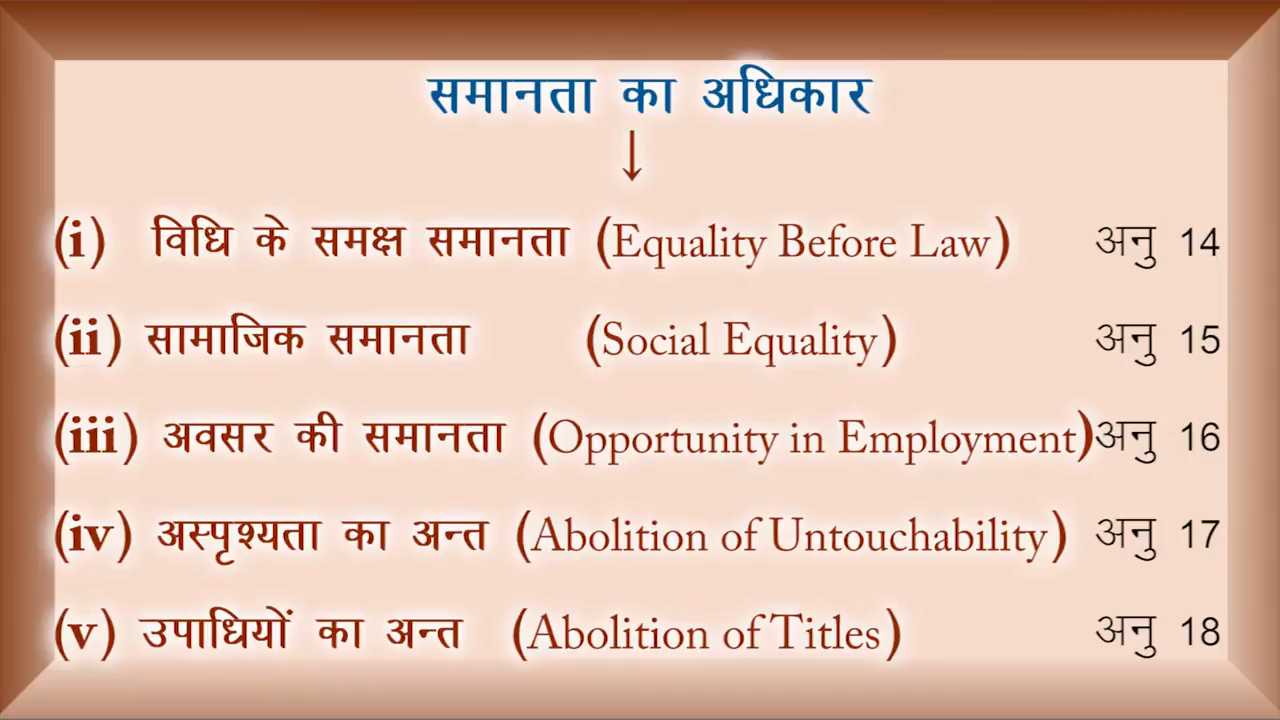 समानता का अधिकार
↓
(i) विधि के समक्ष समानता (Equality Before Law) अनु 14
(ii) सामाजिक समानता (Social Equality) अनु 15
(iii) अवसर की समानता (Opportunity in Employment) अनु 16
(iv) अस्पृश्यता का अन्त (Abolition of Untouchability) अनु 17
(v) उपाधियों का अन्त (Abolition of Titles) अनु 18